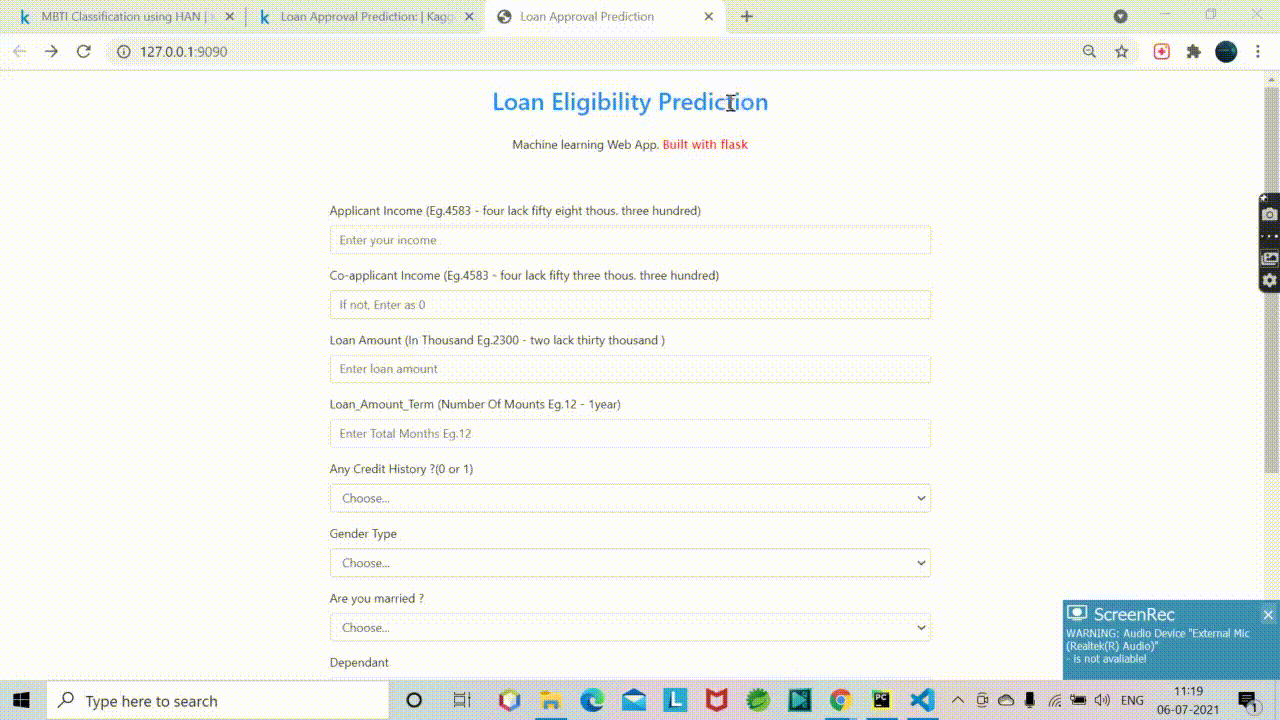 MBTI Classification using HAN |
Loan Approval Prediction: | Kagg
Loan Approval Prediction
127.0.0.1:9090
Loan Eligibility Prediction
Machine learning Web App. Built with flask
Applicant Income (Eg.4583 - four lack fifty eight thous. three hundred)
Enter your income
Co-applicant Income (Eg.4583 - four lack fifty three thous. three hundred)
If not, Enter as 0
Loan Amount (In Thousand Eg.2300 - two lack thirty thousand )
Enter loan amount
Loan_Amount_Term (Number Of Mounts Eg.12 - 1year)
Enter Total Months Eg.12
Any Credit History ?(0 or 1)
Choose...
Gender Type
Choose...
Are you married ?
Choose...
Dependant
ScreenRec
WARNING: Audio Device "External Mic
(Realtek(R) Audio)"
- is not available!
Type here to search
L
PC
ENG
11:19
06-07-2021
1